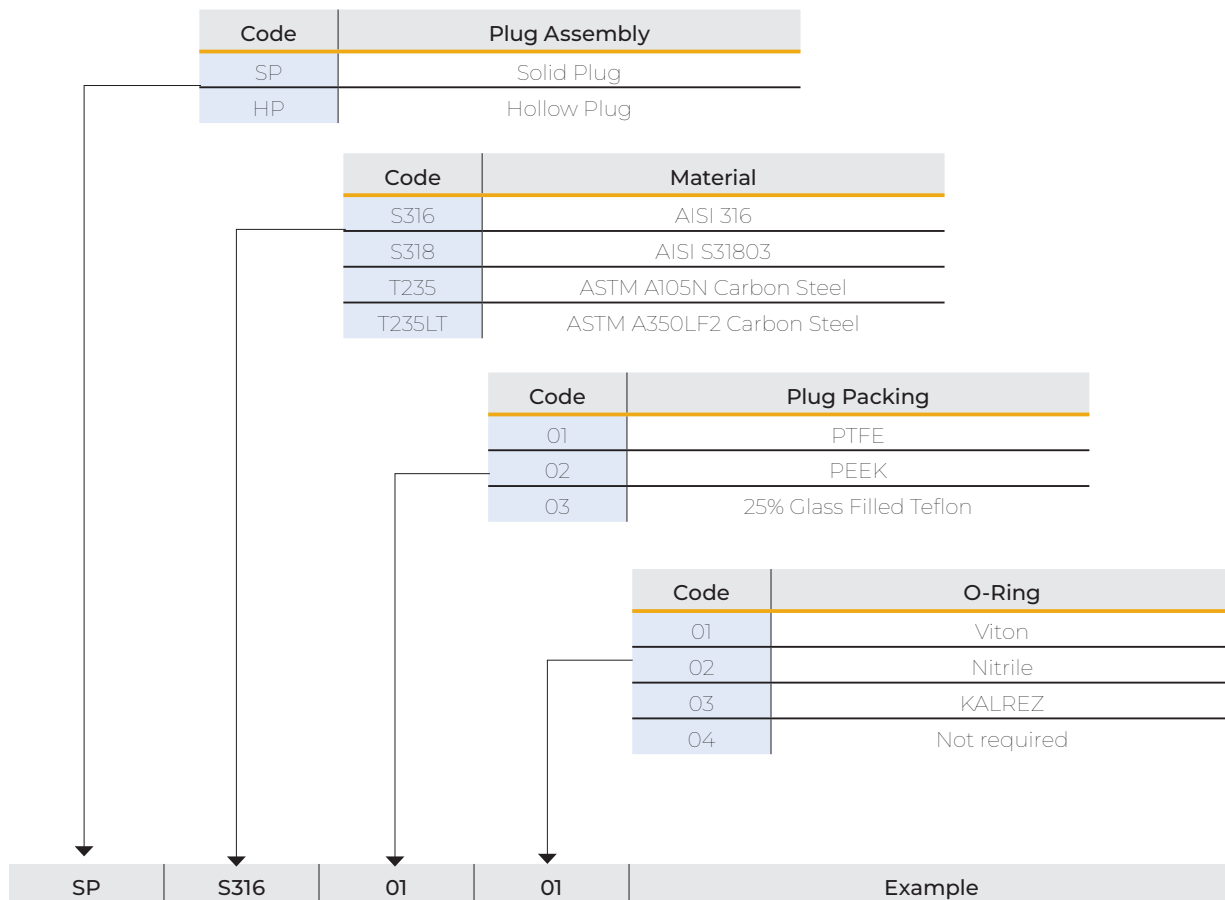 Code Plug Assembly
SP Solid Plug
HP Hollow Plug
Code Material
S316 AISI 316
S318 AISI S31803
T235 ASTM A105N Carbon Steel
T235LT ASTM A350LF2 Carbon Steel
Code Plug Packing
01 PTFE
02 PEEK
03 25% Glass Filled Teflon
Code O-Ring
01 Viton
02 Nitrile
03 KALREZ
04 Not required
SP S316 01 01 Example